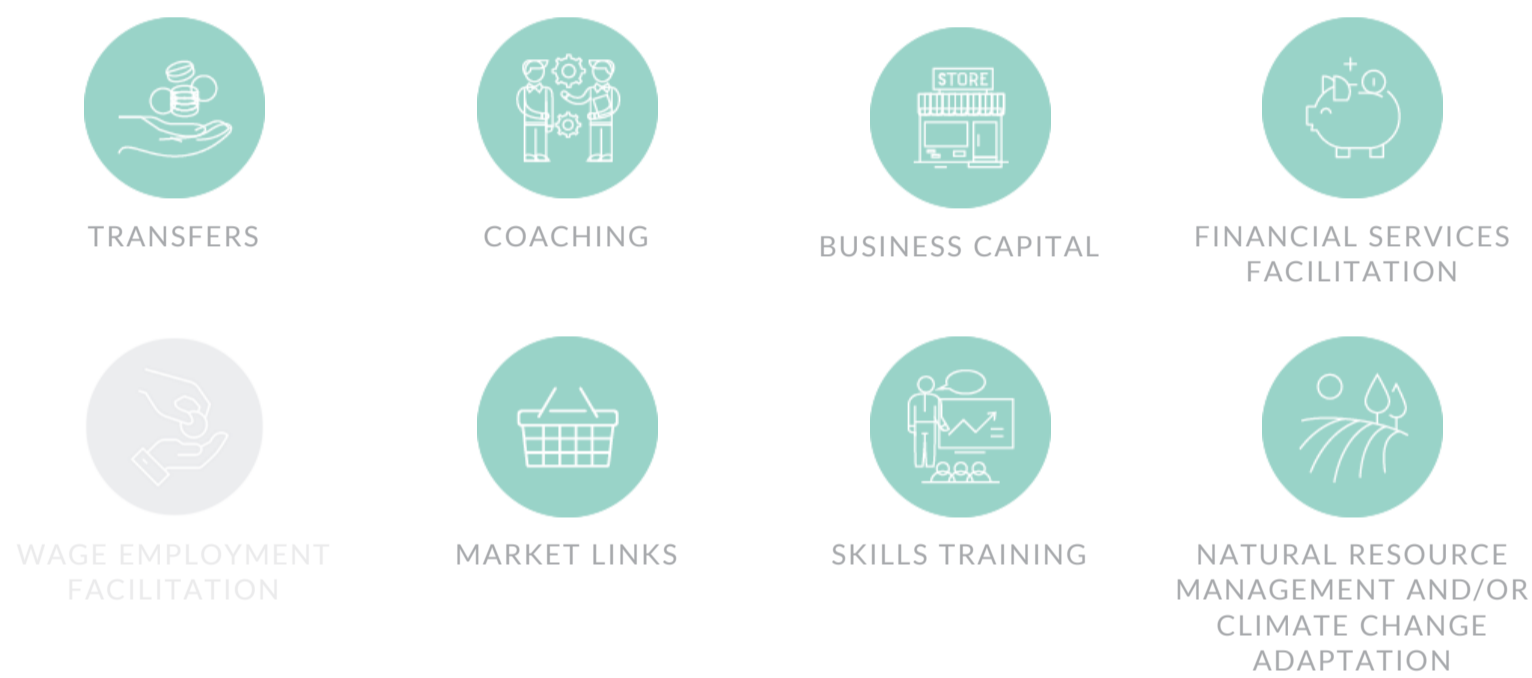 STORE
TRANSFERS
COACHING
BUSINESS CAPITAL
FINANCIAL SERVICES
FACILITATION
WAGE EMPLOYMENT
FACILITATION
MARKET LINKS
SKILLS TRAINING
NATURAL RESOURCE
MANAGEMENT AND/OR
CLIMATE CHANGE
ADAPTATION